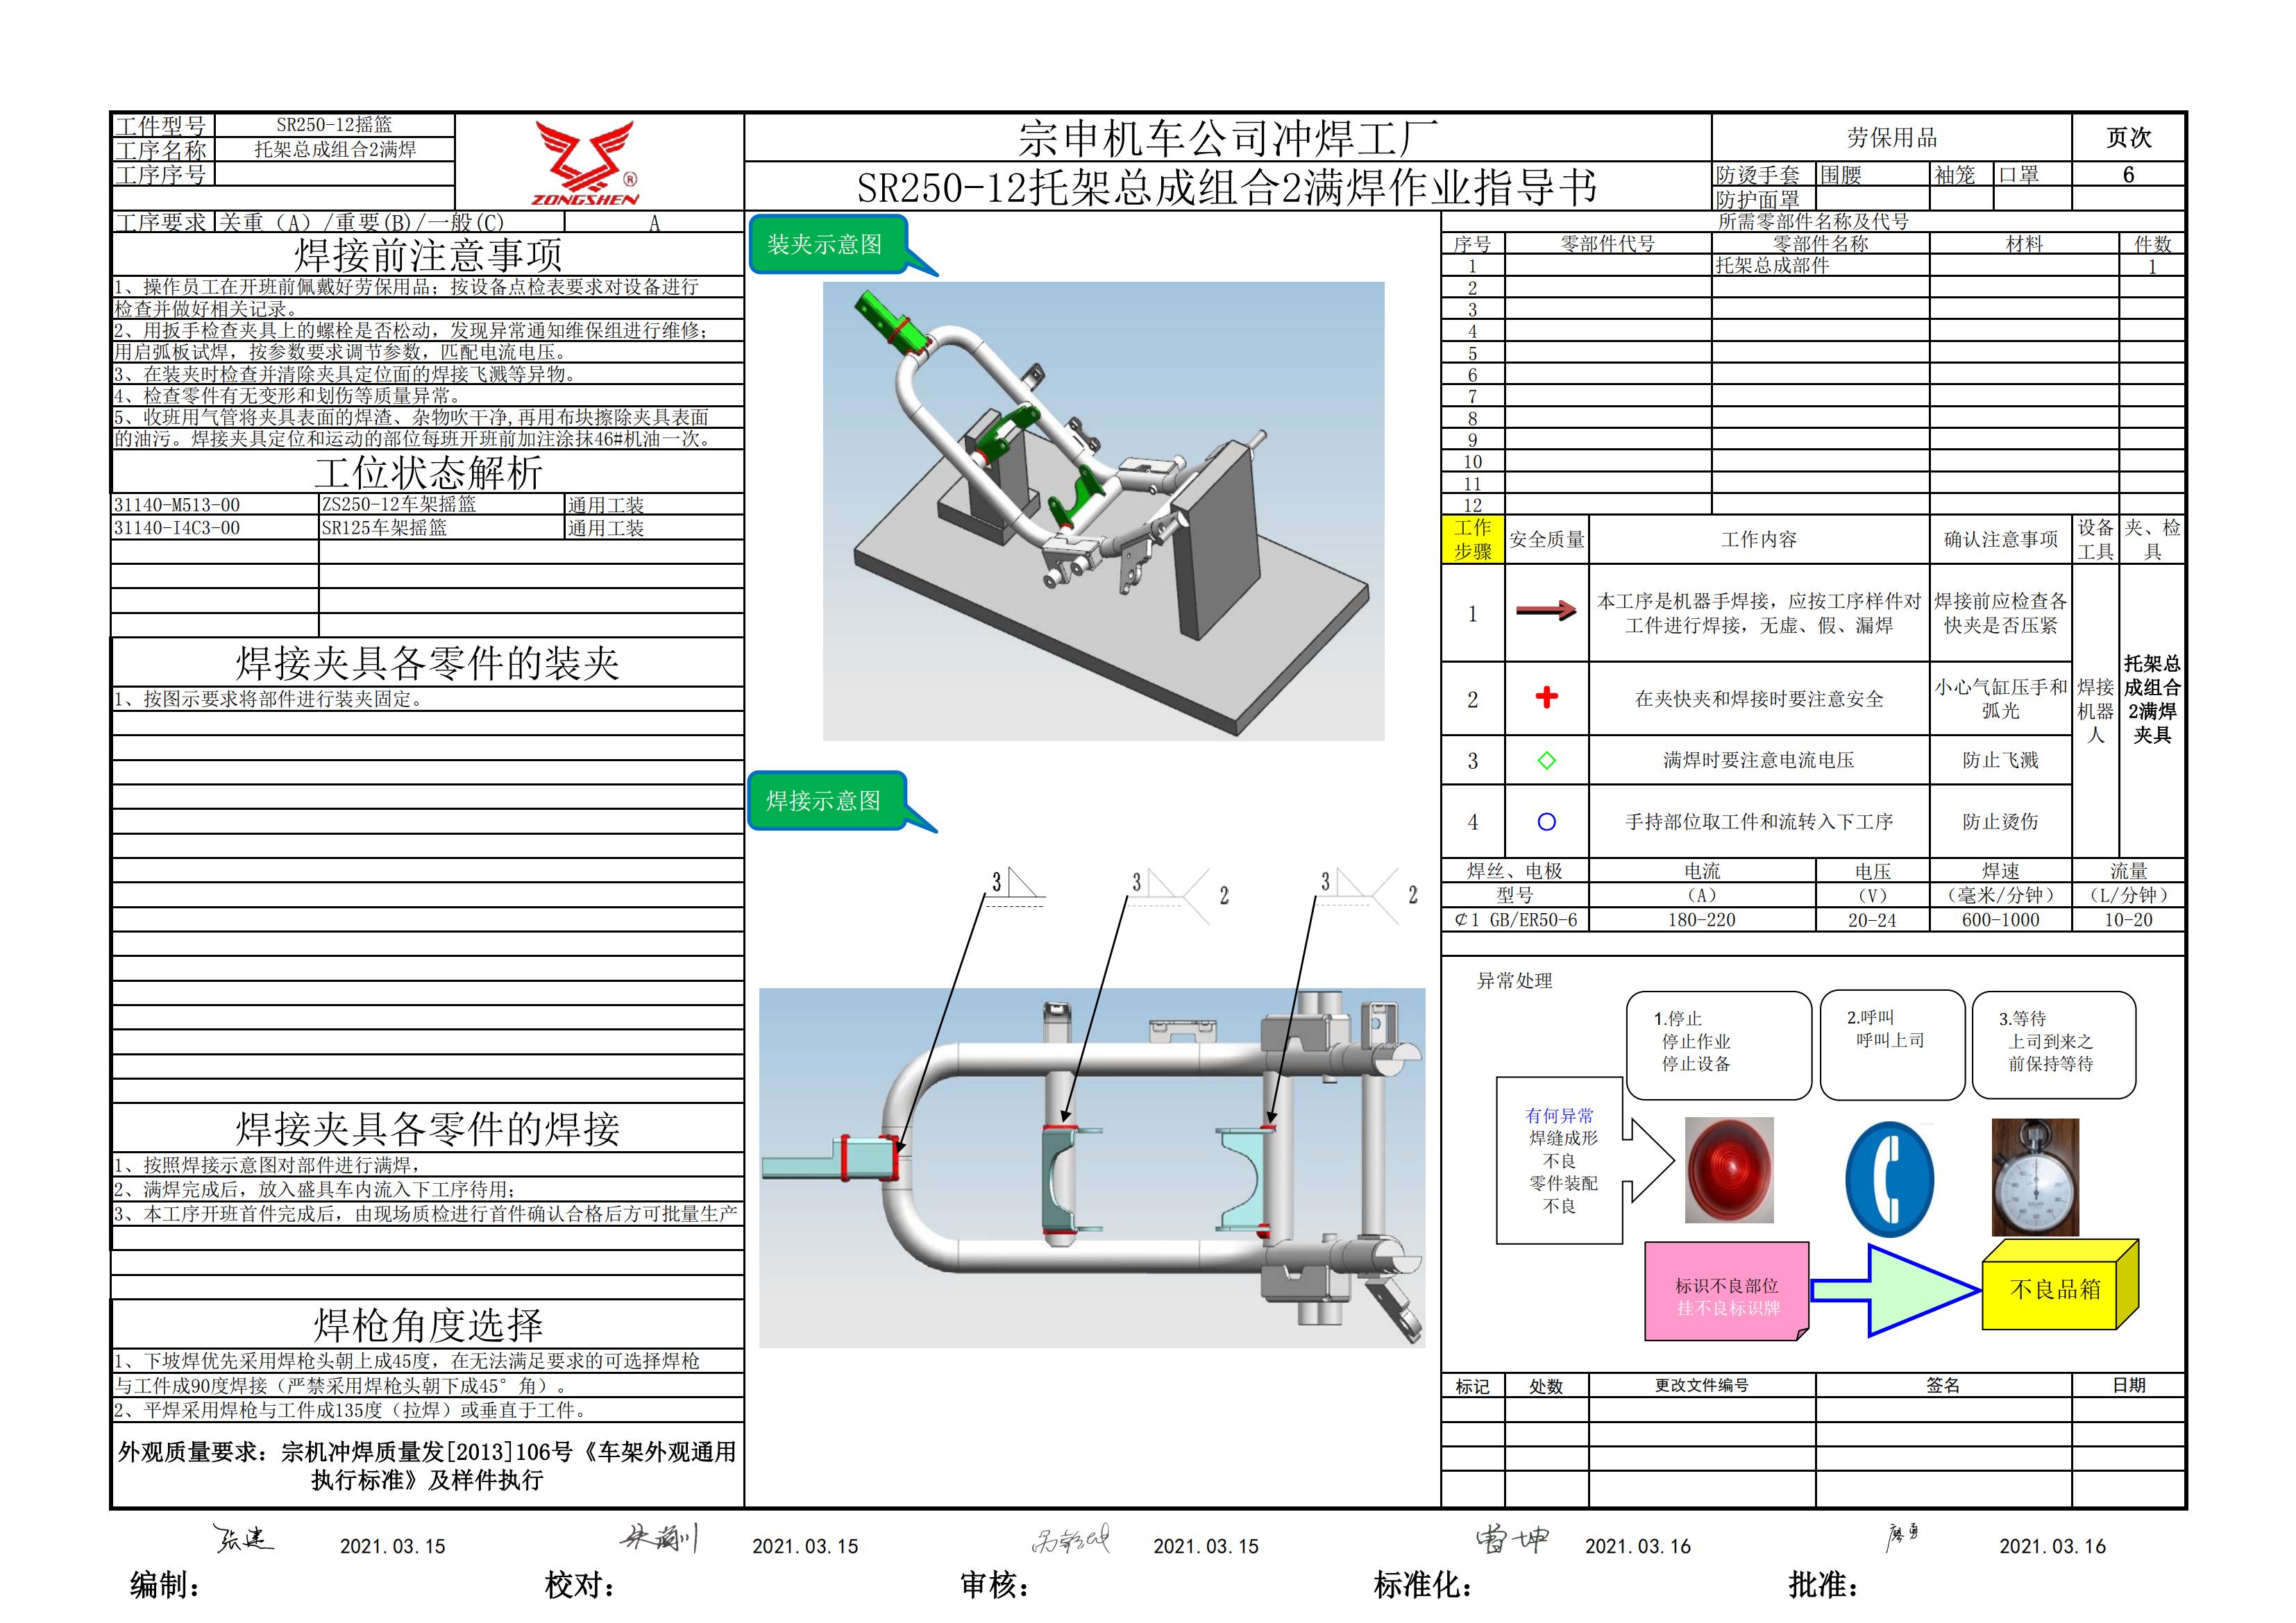 工件型号 SR250-12摇篮
工序名称 托架总成组合2满焊
工序序号
ZONGSHEN ®
宗申机车公司冲焊工厂
SR250-12托架总成组合2满焊作业指导书
劳保用品 页次
防烫手套 围腰 袖笼 口罩 6
防护面罩
工序要求 关重（A）/重要(B)/一般(C) A
焊接前注意事项
1、操作员工在开班前佩戴好劳保用品；按设备点检表要求对设备进行
检查并做好相关记录。
2、用扳手检查夹具上的螺栓是否松动，发现异常通知维保组进行维修；
用启弧板试焊，按参数要求调节参数，匹配电流电压。
3、在装夹时检查并清除夹具定位面的焊接飞溅等异物。
4、检查零件有无变形和划伤等质量异常。
5、收班用气管将夹具表面的焊渣、杂物吹干净,再用布块擦除夹具表面
的油污。焊接夹具定位和运动的部位每班开班前加注涂抹46#机油一次。
工位状态解析
31140-M513-00 ZS250-12车架摇篮 通用工装
31140-I4C3-00 SR125车架摇篮 通用工装
焊接夹具各零件的装夹
1、按图示要求将部件进行装夹固定。
焊接夹具各零件的焊接
1、按照焊接示意图对部件进行满焊，
2、满焊完成后，放入盛具车内流入下工序待用；
3、本工序开班首件完成后，由现场质检进行首件确认合格后方可批量生产
焊枪角度选择
1、下坡焊优先采用焊枪头朝上成45度，在无法满足要求的可选择焊枪
与工件成90度焊接（严禁采用焊枪头朝下成45°角）。
2、平焊采用焊枪与工件成135度（拉焊）或垂直于工件。
外观质量要求：宗机冲焊质量发[2013]106号《车架外观通用
执行标准》及样件执行
装夹示意图
焊接示意图
3 3 2 3 2
所需零部件名称及代号
序号 零部件代号 零部件名称 材料 件数
1 托架总成部件 1
2
3
4
5
6
7
8
9
10
11
12
工作步骤 安全质量 工作内容 确认注意事项 设备工具 夹、检具
1 本工序是机器手焊接，应按工序样件对工件进行焊接，无虚、假、漏焊 焊接前应检查各快夹是否压紧
2 在夹快夹和焊接时要注意安全 小心气缸压手和弧光
3 满焊时要注意电流电压 防止飞溅
4 手持部位取工件和流转入下工序 防止烫伤
焊接机器人
托架总成组合2满焊夹具
焊丝、电极 电流 电压 焊速 流量
型号 （A） （V） （毫米/分钟） （L/分钟）
¢1 GB/ER50-6 180-220 20-24 600-1000 10-20
异常处理
1.停止
停止作业
停止设备
2.呼叫
呼叫上司
3.等待
上司到来之
前保持等待
有何异常
焊缝成形
不良
零件装配
不良
标识不良部位
挂不良标识牌
不良品箱
标记 处数 更改文件编号 签名 日期
2021.03.15 2021.03.15 2021.03.15 雷坤 2021.03.16 廖勇 2021.03.16
编制： 校对： 审核： 标准化： 批准：